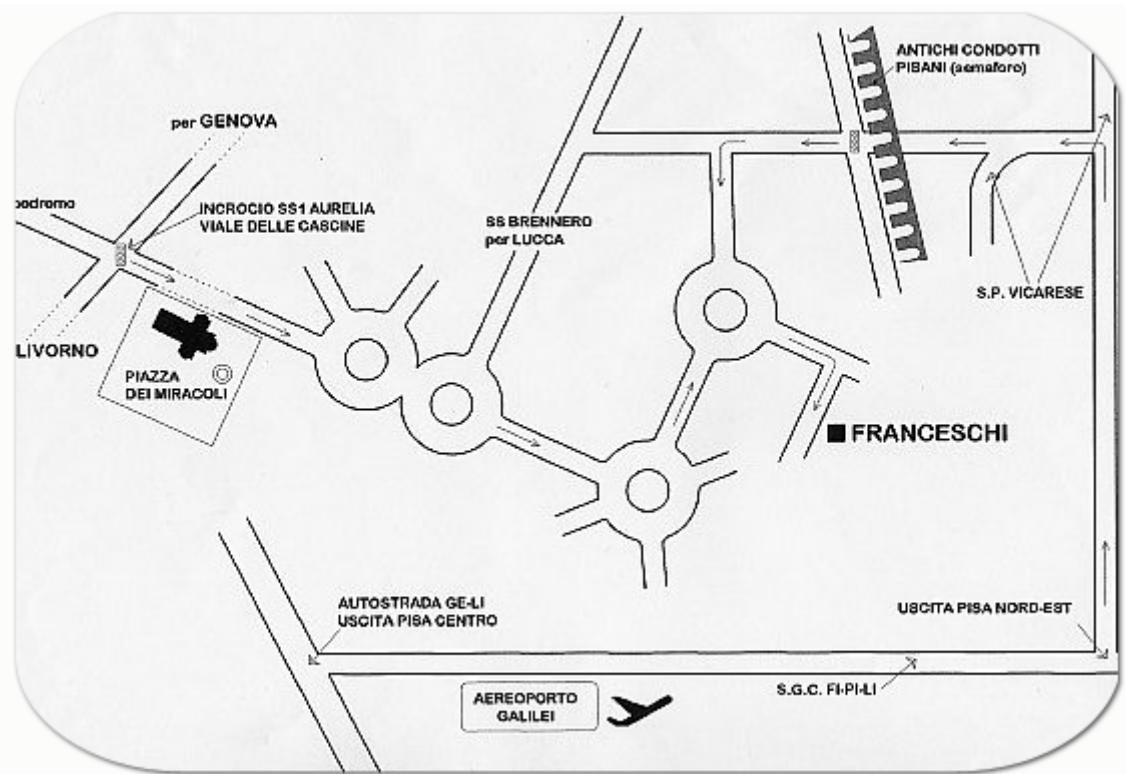 ANTICHI CONDOTTI
PISANI (semaforo)
per GENOVA
INCROCIO SS1 AURELIA
VIALE DELLE CASCINE
SS BRENNERO
per LUCCA
S.P. VICARESE
LIVORNO
PIAZZA
DEI MIRACOLI
FRANCESCHI
AUTOSTRADA GE-LI
USCITA PISA CENTRO
USCITA PISA NORD-EST
S.G.C. FI-PI-LI
AEREOPORTO
GALILEI